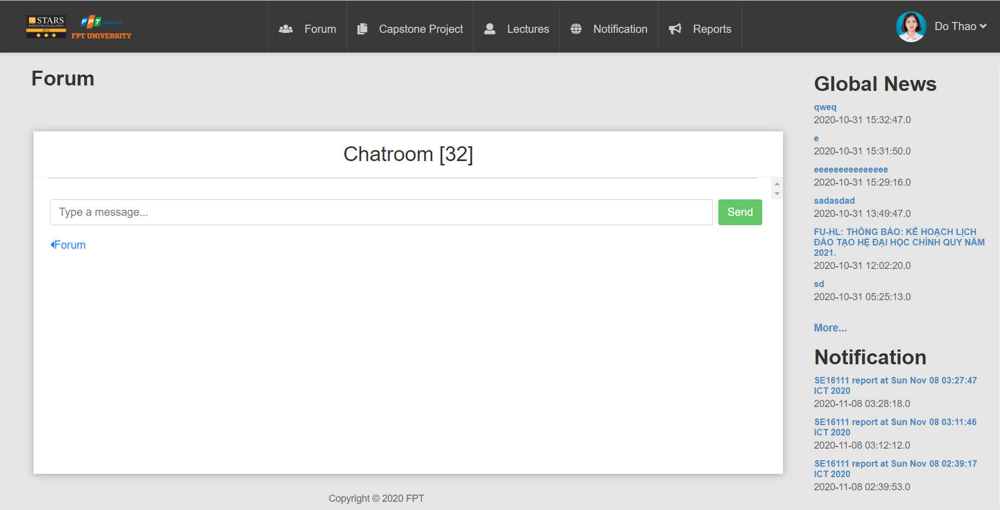 STARS
RATED FOR EXCELLENCE
2012
FPT Education
FPT UNIVERSITY
Forum
Capstone Project
Lectures
Notification
Reports
Do Thao
Forum
Chatroom [32]
Type a message...
Send
Forum
Copyright © 2020 FPT
Global News
qweq
2020-10-31 15:32:47.0
e
2020-10-31 15:31:50.0
eeeeeeeeeeeeeee
2020-10-31 15:29:16.0
sadasdad
2020-10-31 13:49:47.0
FU-HL: THÔNG BÁO: KẾ HOẠCH LỊCH
ĐÀO TẠO HỆ ĐẠI HỌC CHÍNH QUY NĂM
2021.
2020-10-31 12:02:20.0
sd
2020-10-31 05:25:13.0
More...
Notification
SE16111 report at Sun Nov 08 03:27:47
ICT 2020
2020-11-08 03:28:18.0
SE16111 report at Sun Nov 08 03:11:46
ICT 2020
2020-11-08 03:12:12.0
SE16111 report at Sun Nov 08 02:39:17
ICT 2020
2020-11-08 02:39:53.0